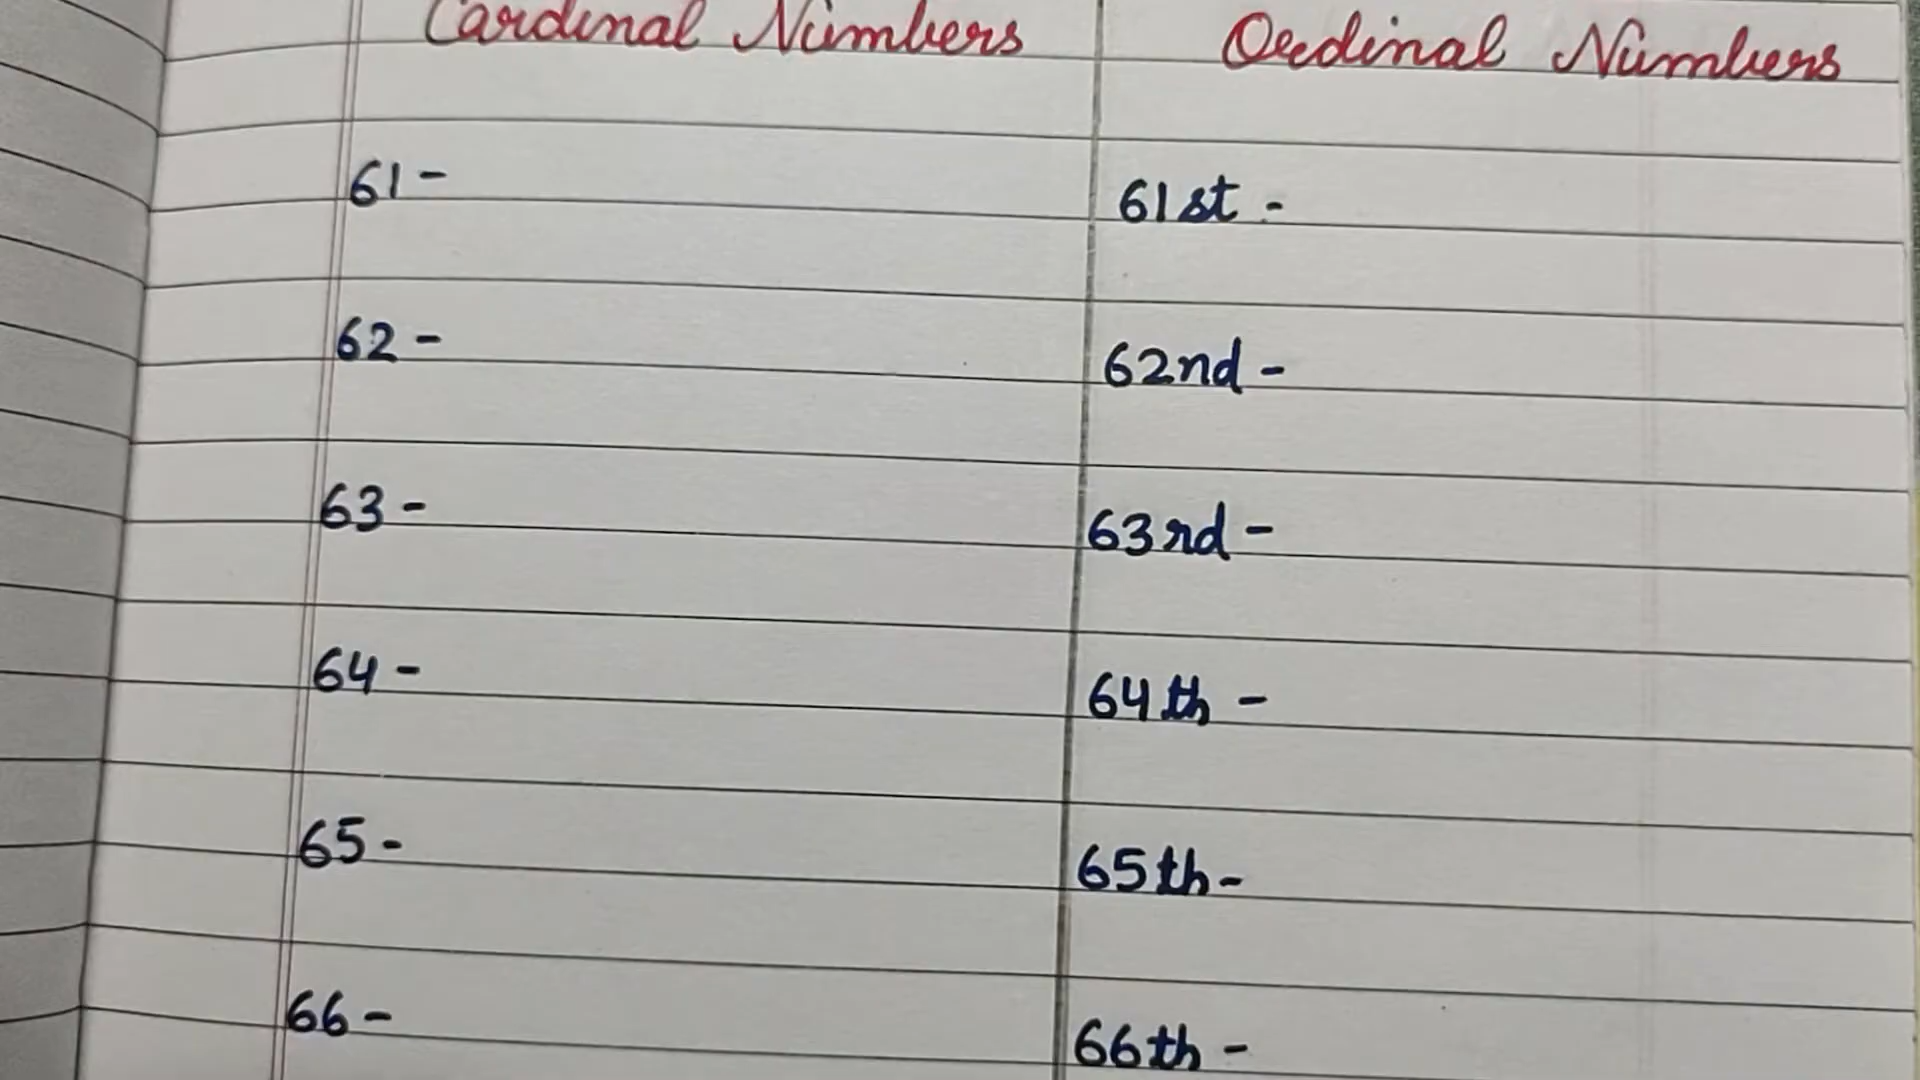 Cardinal Numbers Ordinal Numbers
61 - 61st -
62 - 62nd -
63 - 63rd -
64 - 64th -
65 - 65th -
66 - 66th -